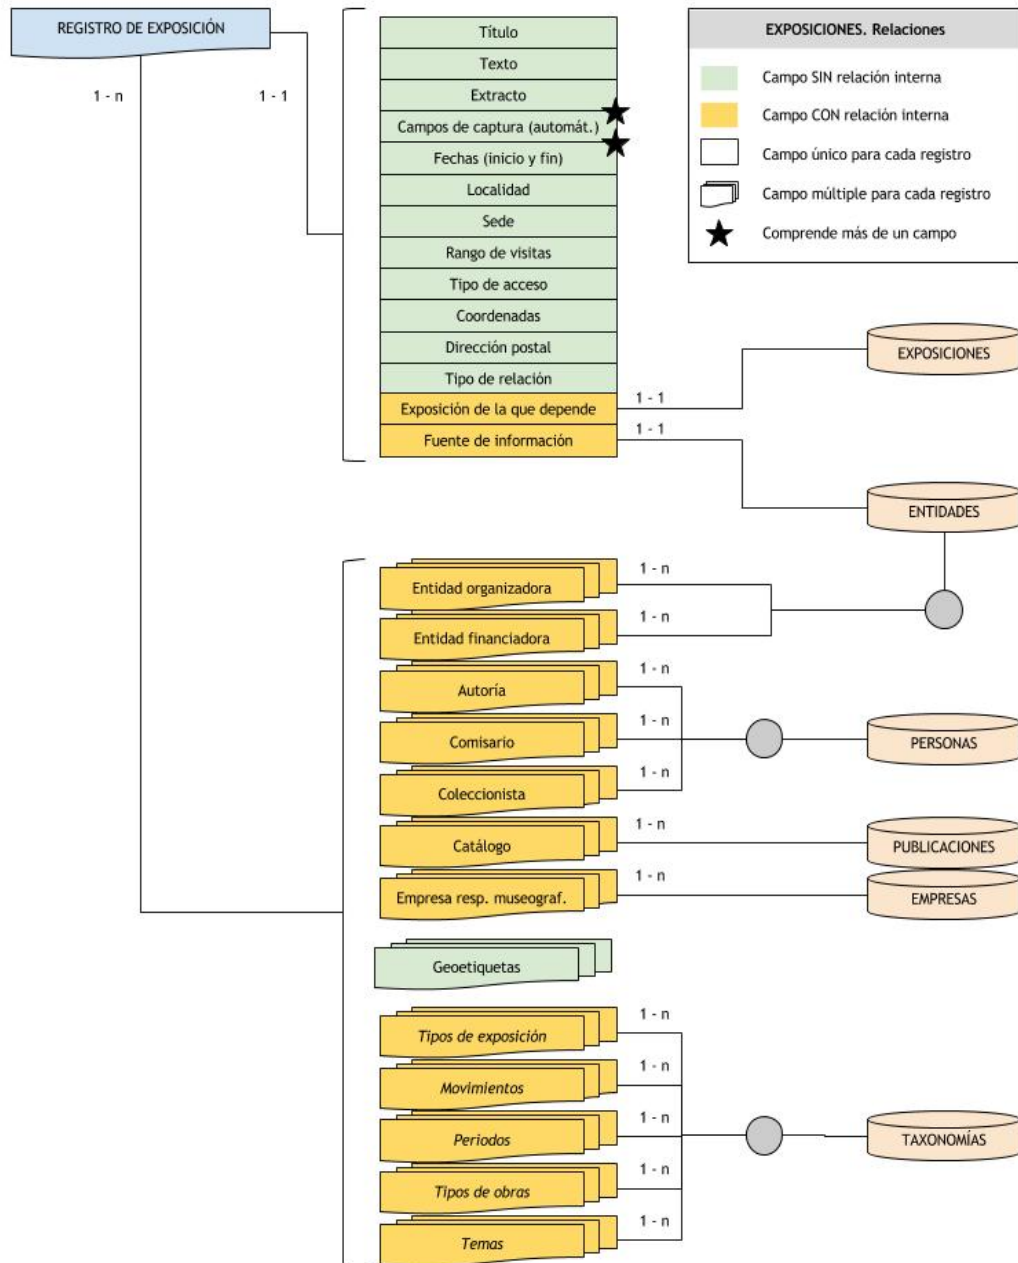 REGISTRO DE EXPOSICIÓN
1 - n
1 - 1
Título
Texto
Extracto
Campos de captura (automát.)
Fechas (inicio y fin)
Localidad
Sede
Rango de visitas
Tipo de acceso
Coordenadas
Dirección postal
Tipo de relación
Exposición de la que depende
1 - 1
Fuente de información
1 - 1
EXPOSICIONES. Relaciones
Campo SIN relación interna
Campo CON relación interna
Campo único para cada registro
Campo múltiple para cada registro
Comprende más de un campo
EXPOSICIONES
ENTIDADES
Entidad organizadora
1 - n
Entidad financiadora
1 - n
Autoría
1 - n
Comisario
1 - n
PERSONAS
Coleccionista
1 - n
Catálogo
1 - n
PUBLICACIONES
Empresa resp. museograf.
1 - n
EMPRESAS
Geoetiquetas
Tipos de exposición
1 - n
Movimientos
1 - n
Periodos
1 - n
TAXONOMÍAS
Tipos de obras
1 - n
Temas
1 - n